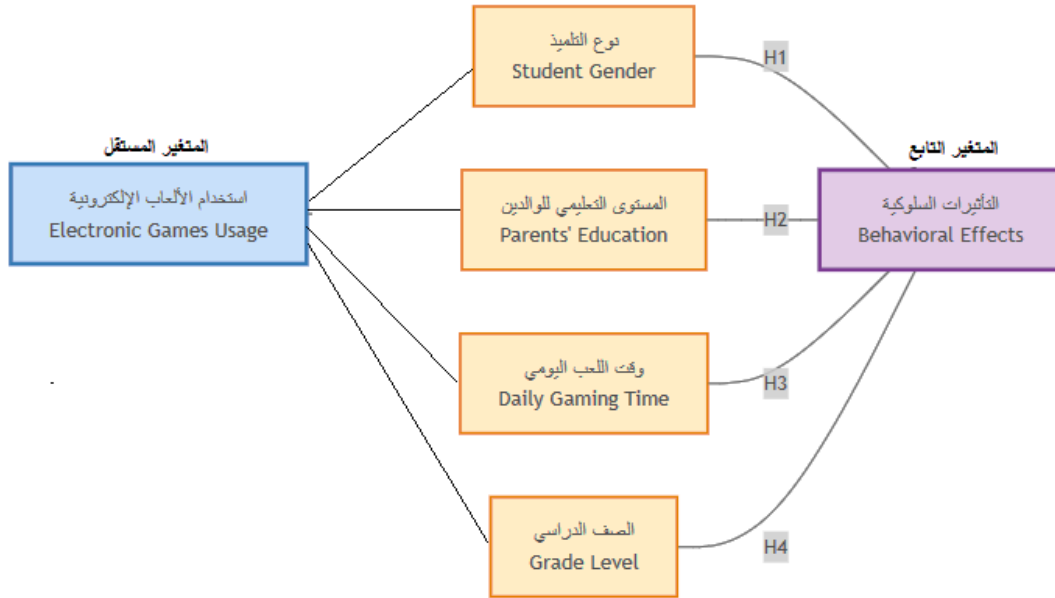 نوع التلميذ
Student Gender
H1
المتغير المستقل
المتغير التابع
استخدام الألعاب الإلكترونية
Electronic Games Usage
المستوى التعليمي للوالدين
Parents' Education
H2
التأثيرات السلوكية
Behavioral Effects
وقت اللعب اليومي
Daily Gaming Time
H3
الصف الدراسي
Grade Level
H4